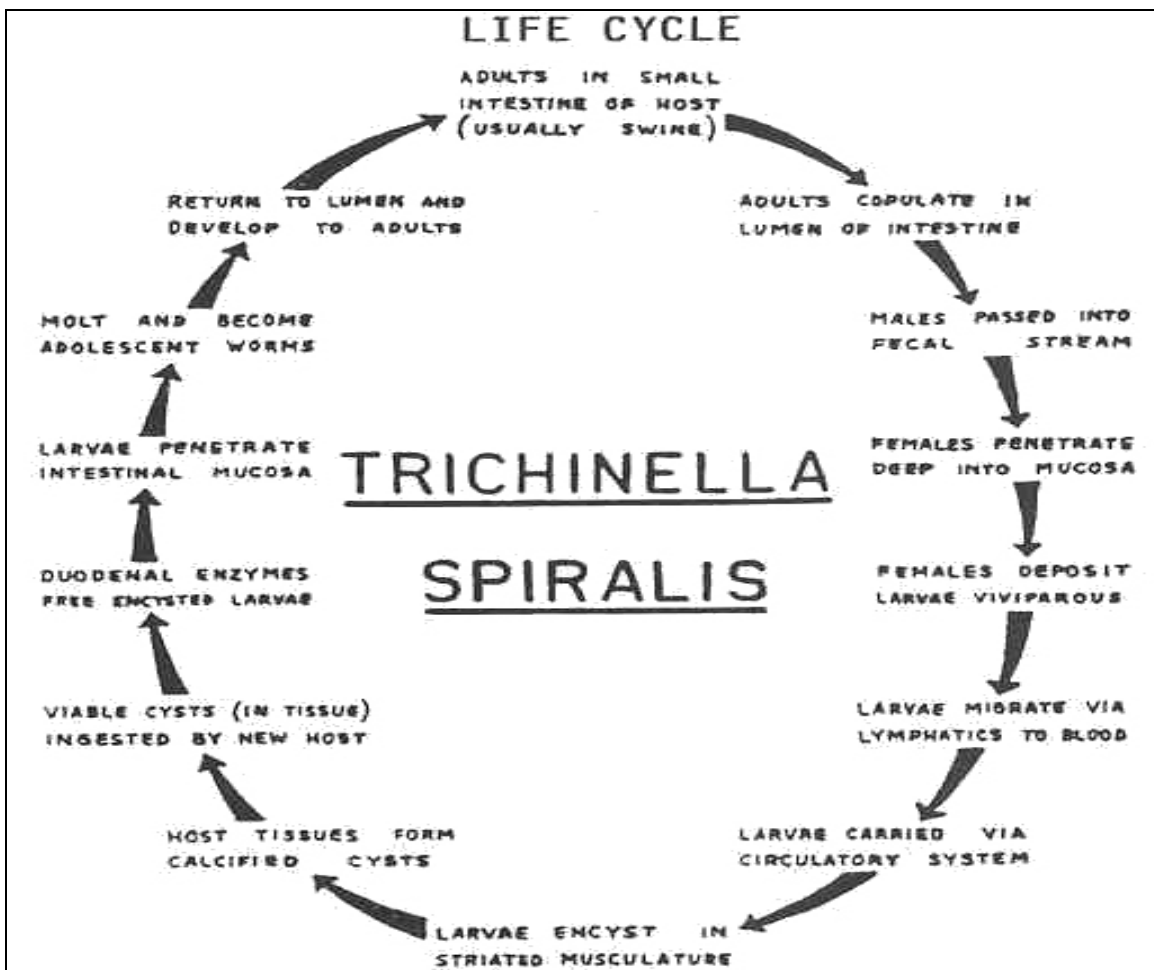 LIFE CYCLE
ADULTS IN SMALL
INTESTINE OF HOST
(USUALLY SWINE)
ADULTS COPULATE IN
LUMEN OF INTESTINE
MALES PASSED INTO
FECAL STREAM
FEMALES PENETRATE
DEEP INTO MUCOSA
FEMALES DEPOSIT
LARVAE VIVIPAROUS
LARVAE MIGRATE VIA
LYMPHATICS TO BLOOD
LARVAE CARRIED VIA
CIRCULATORY SYSTEM
LARVAE ENCYST IN
STRIATED MUSCULATURE
HOST TISSUES FORM
CALCIFIED CYSTS
VIABLE CYSTS (IN TISSUE)
INGESTED BY NEW HOST
DUODENAL ENZYMES
FREE ENCYSTED LARVAE
LARVAE PENETRATE
INTESTINAL MUCOSA
MOLT AND BECOME
ADOLESCENT WORMS
RETURN TO LUMEN AND
DEVELOP TO ADULTS
TRICHINELLA
SPIRALIS